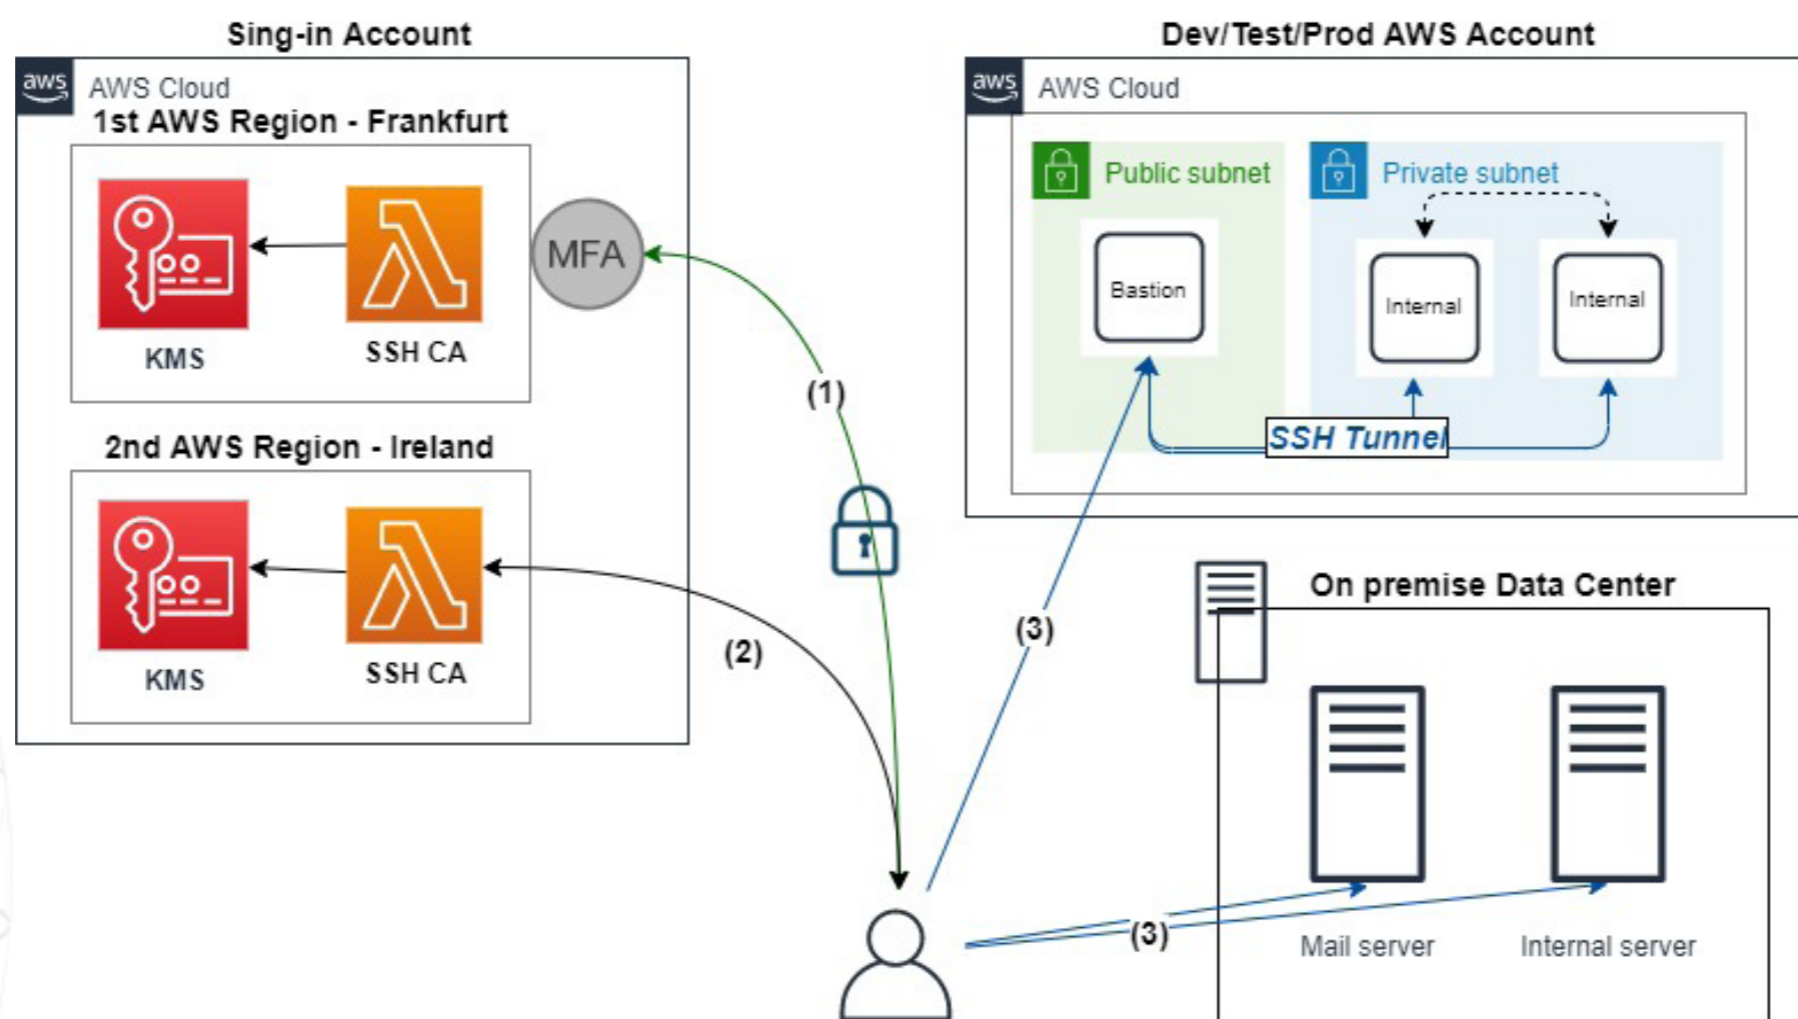 Sing-in Account
aws
AWS Cloud
1st AWS Region - Frankfurt
KMS
SSH CA
MFA
2nd AWS Region - Ireland
KMS
SSH CA
(1)
(2)
(3)
(3)
Dev/Test/Prod AWS Account
aws
AWS Cloud
Public subnet
Private subnet
Bastion
Internal
Internal
SSH Tunnel
On premise Data Center
Mail server
Internal server